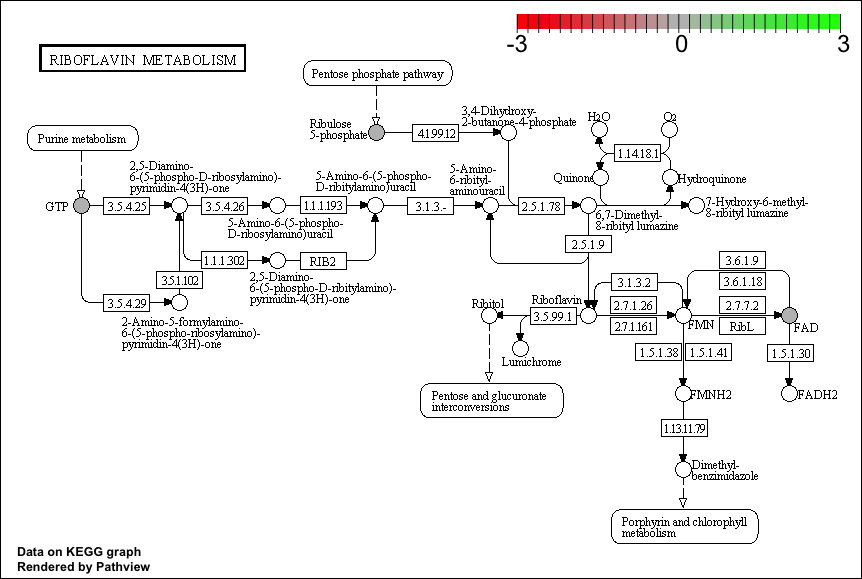 -3 0 3
RIBOFLAVIN METABOLISM
Pentose phosphate pathway
Ribulose
5-phosphate
4.1.99.12
3,4-Dihydroxy-
2-butanone-4-phosphate
H2O
O2
1.14.18.1
Quinone
Hydroquinone
Purine metabolism
2,5-Diamino-
6-(5-phospho-D-ribosylamino)-
pyrimidin-4(3H)-one
5-Amino-6-(5-phospho-
D-ribitylamino)uracil
5-Amino-
6-ribityl-
aminouracil
GTP
3.5.4.25
3.5.4.26
1.1.1.193
3.1.3.-
2.5.1.78
7-Hydroxy-6-methyl-
8-ribityl lumazine
5-Amino-6-(5-phospho-
D-ribosylamino)uracil
6,7-Dimethyl-
8-ribityl lumazine
2.5.1.9
1.1.1.302
RIB2
3.5.1.102
2,5-Diamino-
6-(5-phospho-D-ribitylamino)-
pyrimidin-4(3H)-one
3.5.4.29
2-Amino-5-formylamino-
6-(5-phospho-ribosylamino)-
pyrimidin-4(3H)-one
3.6.1.9
3.6.1.18
3.1.3.2
Ribitol
Riboflavin
2.7.1.26
2.7.7.2
3.5.99.1
2.7.1.161
FMN
RibL
FAD
Lumichrome
1.5.1.38
1.5.1.41
1.5.1.30
Pentose and glucuronate
interconversions
FMNH2
FADH2
1.13.11.79
Dimethyl-
benzimidazole
Porphyrin and chlorophyll
metabolism
Data on KEGG graph
Rendered by Pathview